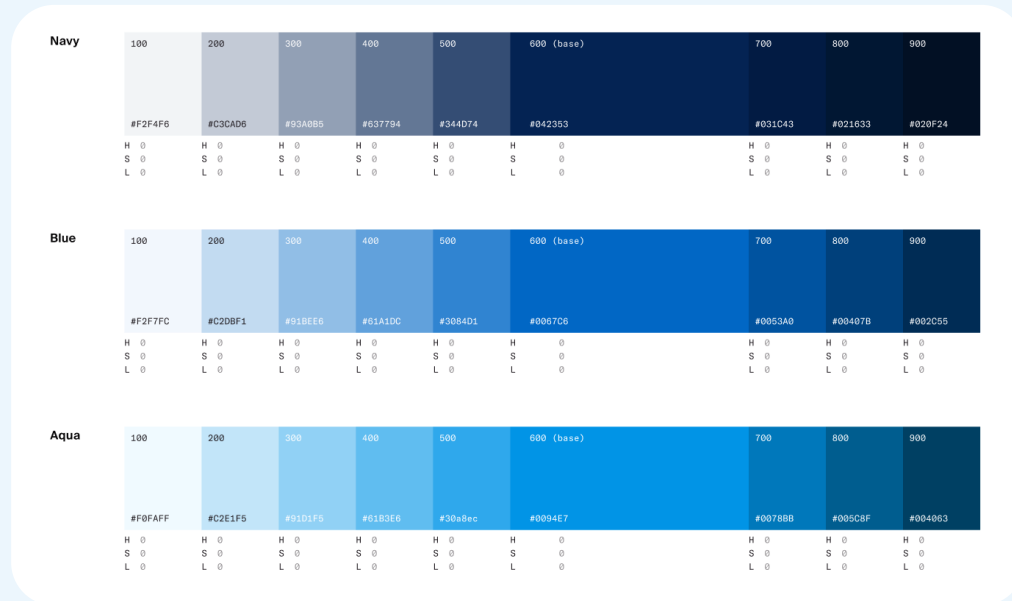 Navy
100 200 300 400 500 600 (base) 700 800 900
#F2F4F6 #C3CAD6 #93A0B5 #637794 #344D74 #042353 #031C43 #021633 #020F24
H 0 H 0 H 0 H 0 H 0 H 0 H 0 H 0 H 0
S 0 S 0 S 0 S 0 S 0 S 0 S 0 S 0 S 0
L 0 L 0 L 0 L 0 L 0 L 0 L 0 L 0 L 0
Blue
100 200 300 400 500 600 (base) 700 800 900
#F2F7FC #C2DBF1 #91BEE6 #61A1DC #3084D1 #0067C6 #0053A0 #00407B #002C55
H 0 H 0 H 0 H 0 H 0 H 0 H 0 H 0 H 0
S 0 S 0 S 0 S 0 S 0 S 0 S 0 S 0 S 0
L 0 L 0 L 0 L 0 L 0 L 0 L 0 L 0 L 0
Aqua
100 200 300 400 500 600 (base) 700 800 900
#F0FAFF #C2E1F5 #91D1F5 #61B3E6 #30a8ec #0094E7 #0078BB #005C8F #004063
H 0 H 0 H 0 H 0 H 0 H 0 H 0 H 0 H 0
S 0 S 0 S 0 S 0 S 0 S 0 S 0 S 0 S 0
L 0 L 0 L 0 L 0 L 0 L 0 L 0 L 0 L 0